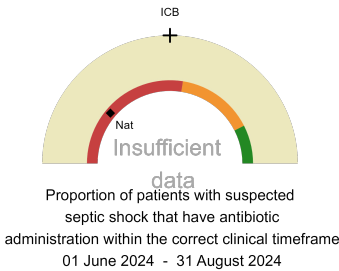 ICB
Nat
Insufficient
data
Proportion of patients with suspected
septic shock that have antibiotic
administration within the correct clinical timeframe
01 June 2024 - 31 August 2024